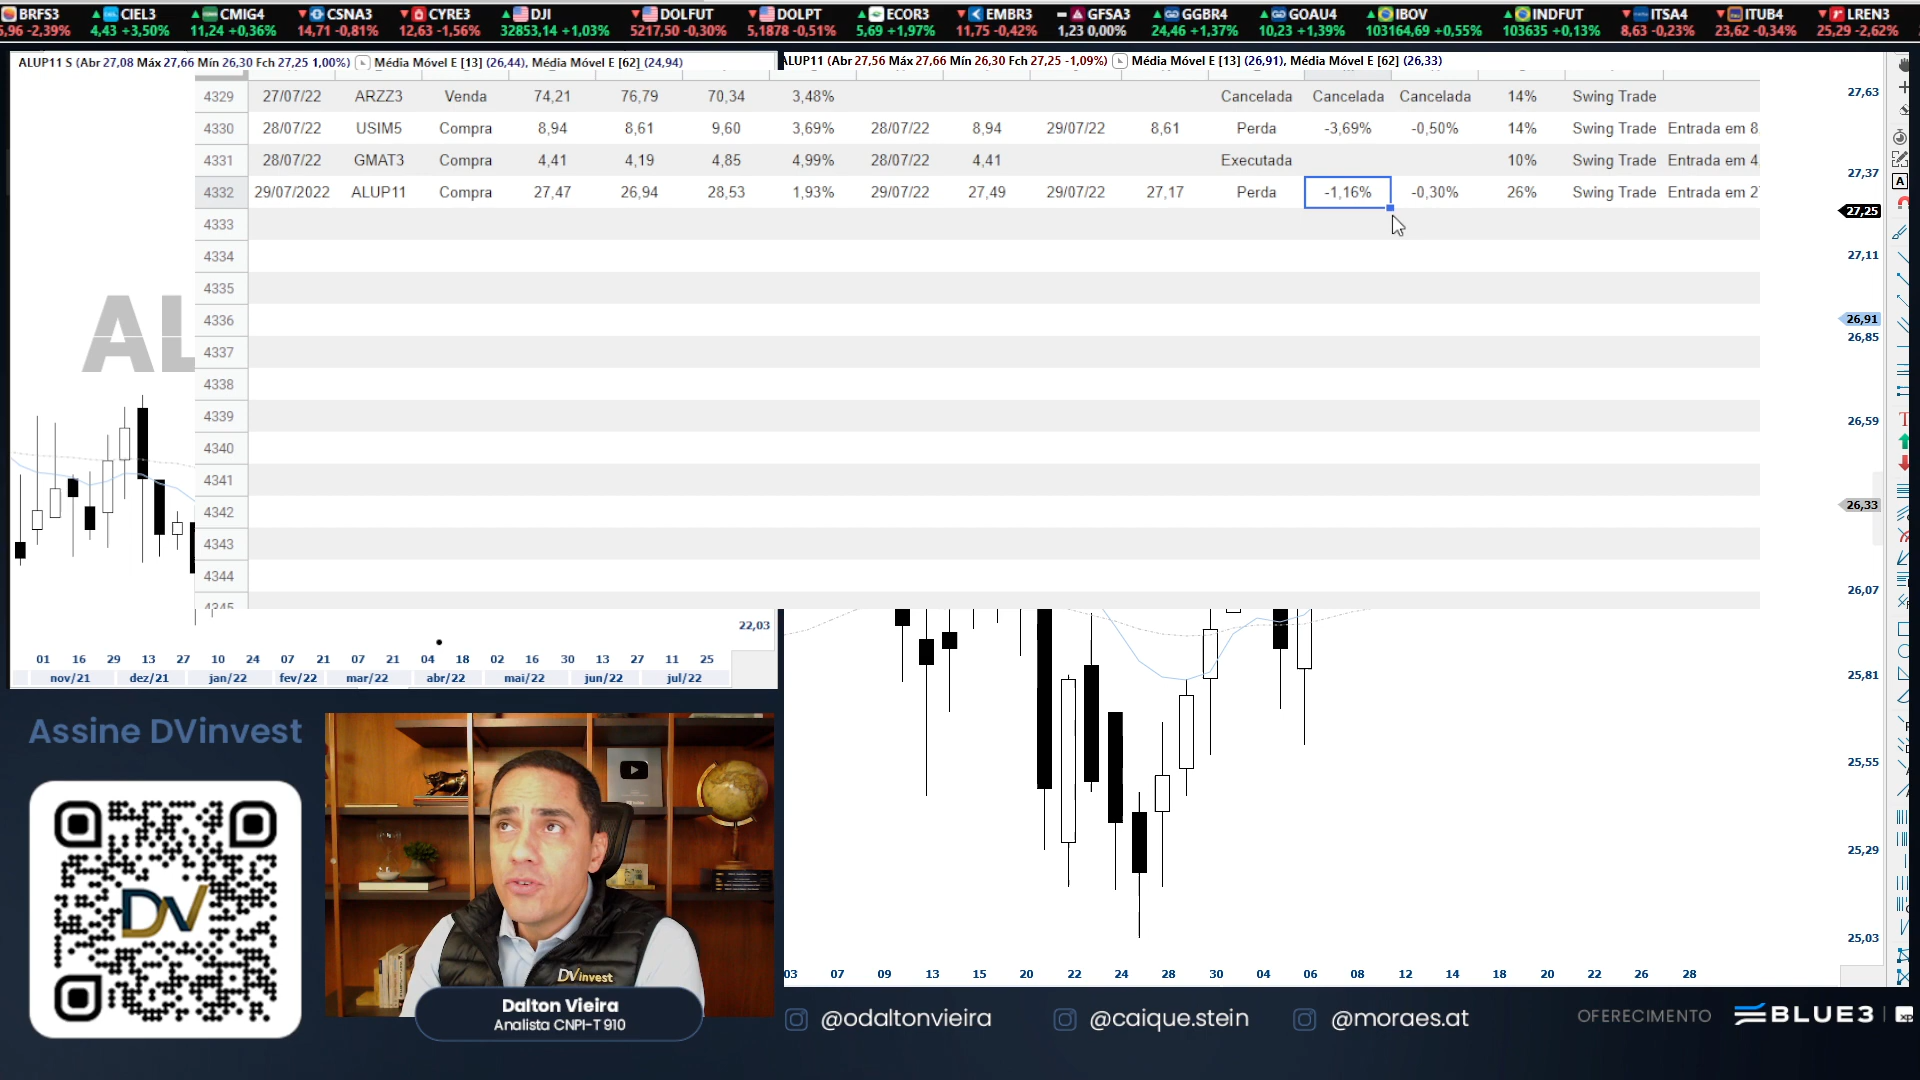 BRFS3 CIEL3 CMIG4 CSNA3 CYRE3 DJI DOLFUT DOLPT ECOR3 EMBR3 GFSA3 GGBR4 GOAU4 IBOV INDFUT ITSA4 ITUB4 LREN3
5,96 -2,39% 4,43 +3,50% 11,24 +0,36% 14,71 -0,81% 12,63 -1,56% 32853,14 +1,03% 5217,50 -0,30% 5,1878 -0,51% 5,69 +1,97% 11,75 -0,42% 1,23 0,00% 24,46 +1,37% 10,23 +1,39% 103164,69 +0,55% 103635 +0,13% 8,63 -0,23% 23,62 -0,34% 25,29 -2,62%
ALUP11 S (Abr 27,08 Máx 27,66 Mín 26,30 Fch 27,25 1,00%) Média Móvel E [13] (26,44), Média Móvel E [62] (24,94)
ALUP11 (Abr 27,56 Máx 27,66 Mín 26,30 Fch 27,25 -1,09%) Média Móvel E [13] (26,91), Média Móvel E [62] (26,33)
4329 27/07/22 ARZZ3 Venda 74,21 76,79 70,34 3,48% Cancelada Cancelada Cancelada 14% Swing Trade
4330 28/07/22 USIM5 Compra 8,94 8,61 9,60 3,69% 28/07/22 8,94 29/07/22 8,61 Perda -3,69% -0,50% 14% Swing Trade Entrada em 8
4331 28/07/22 GMAT3 Compra 4,41 4,19 4,85 4,99% 28/07/22 4,41 Executada 10% Swing Trade Entrada em 4,
4332 29/07/2022 ALUP11 Compra 27,47 26,94 28,53 1,93% 29/07/22 27,49 29/07/22 27,17 Perda -1,16% -0,30% 26% Swing Trade Entrada em 2
4333
4334
4335
4336
4337
4338
4339
4340
4341
4342
4343
4344
4345
AL
27,63
27,37
27,25
27,11
26,91
26,85
26,59
26,33
26,07
25,81
25,55
25,29
25,03
22,03
01 16 29 13 27 10 24 07 21 07 21 04 18 02 16 30 13 27 11 25
nov/21 dez/21 jan/22 fev/22 mar/22 abr/22 mai/22 jun/22 jul/22
03 07 09 13 15 20 22 24 28 30 04 06 08 12 14 18 20 22 26 28
Assine DVinvest
DV
DVinvest
Dalton Vieira
Analista CNPI-T 910
@odaltonvieira @caique.stein @moraes.at
OFERECIMENTO BLUE3 | xp